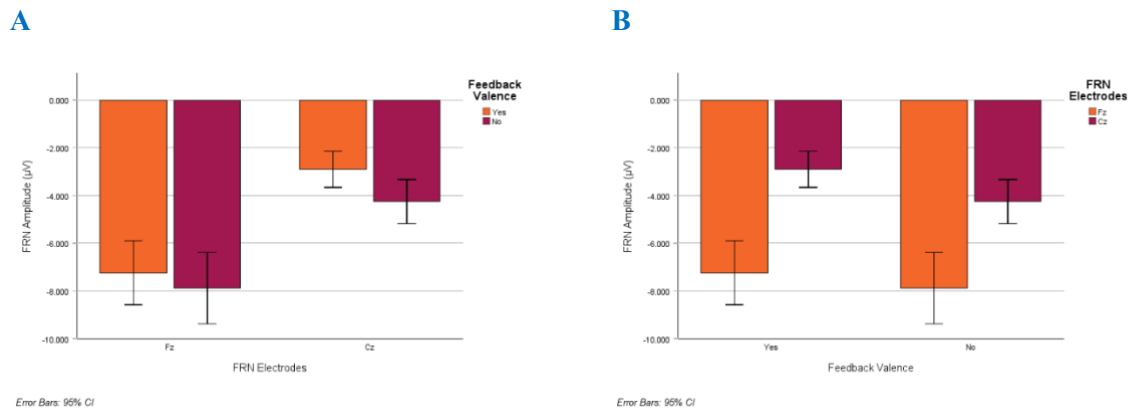 A
Feedback
Valence
Yes
No
0.000
-2.000
-4.000
-6.000
-8.000
-10.000
FRN Amplitude (μV)
Fz
Cz
FRN Electrodes
Error Bars: 95% CI
B
FRN
Electrodes
Fz
Cz
0.000
-2.000
-4.000
-6.000
-8.000
-10.000
FRN Amplitude (μV)
Yes
No
Feedback Valence
Error Bars: 95% CI